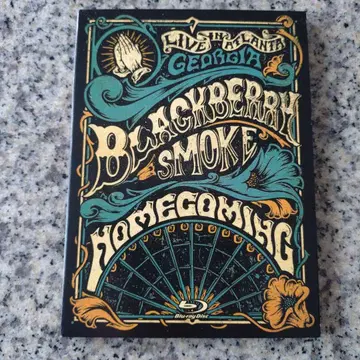 LIVE IN ATLANTA
GEORGIA
BLACKBERRY
SMOKE
HOMECOMING
Blu-ray Disc